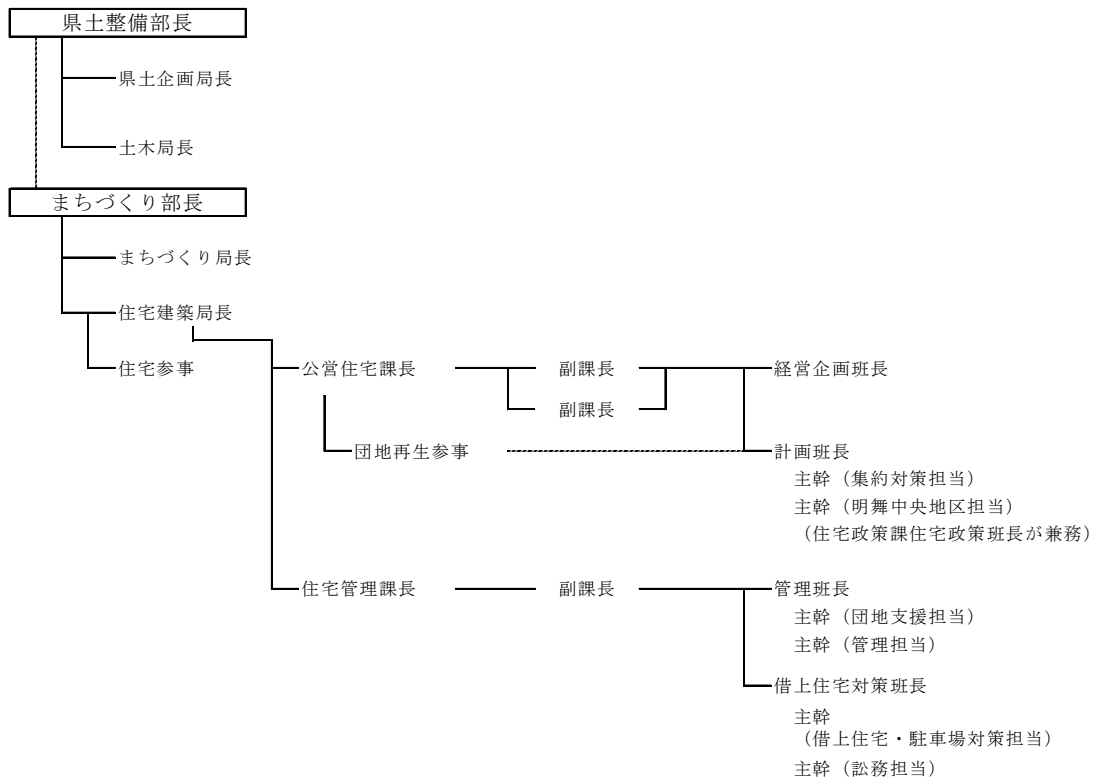 県土整備部長
県土企画局長
土木局長
まちづくり部長
まちづくり局長
住宅建築局長
住宅参事
公営住宅課長 副課長 経営企画班長
副課長
団地再生参事 計画班長
主幹（集約対策担当）
主幹（明舞中央地区担当）
（住宅政策課住宅政策班長が兼務）
住宅管理課長 副課長 管理班長
主幹（団地支援担当）
主幹（管理担当）
借上住宅対策班長
主幹
（借上住宅・駐車場対策担当）
主幹（訟務担当）